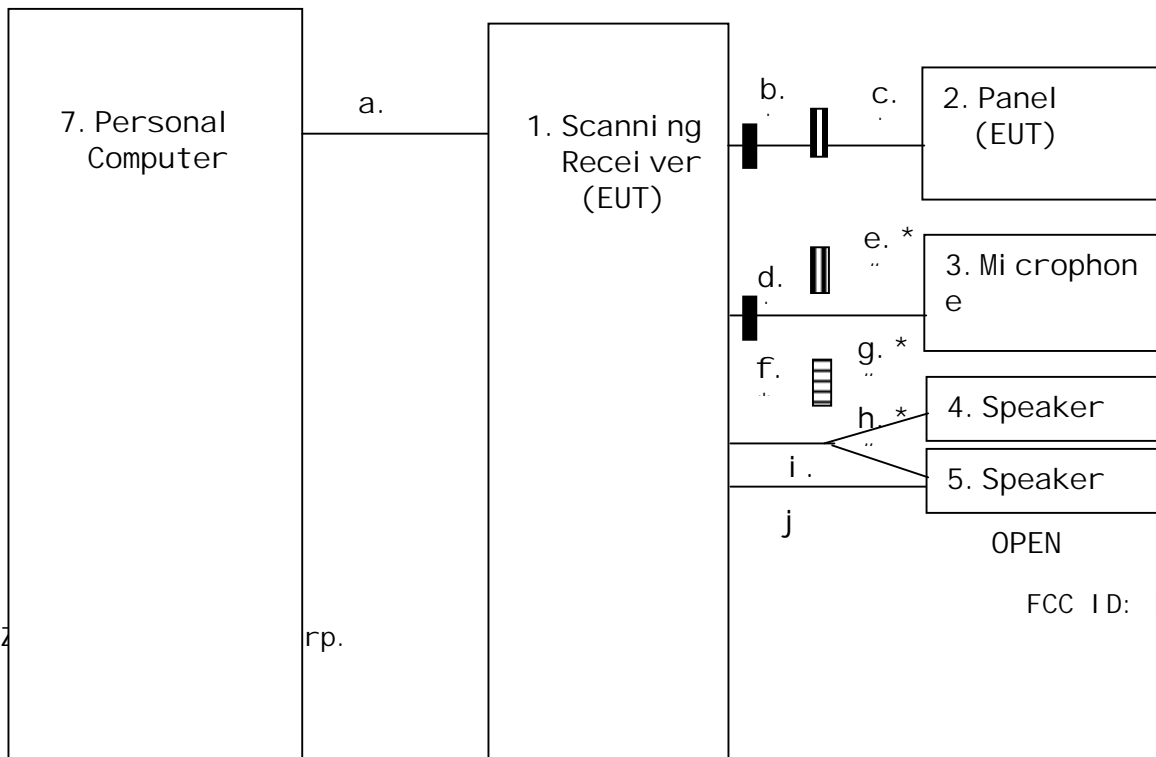 7. Personal
Computer
a.
1. Scanning
Receiver
(EUT)
b.
c.
2. Panel
(EUT)
d.
e. *
3. Microphon
e
f.
g. *
h. *
4. Speaker
i.
5. Speaker
j
OPEN
FCC ID:
rp.